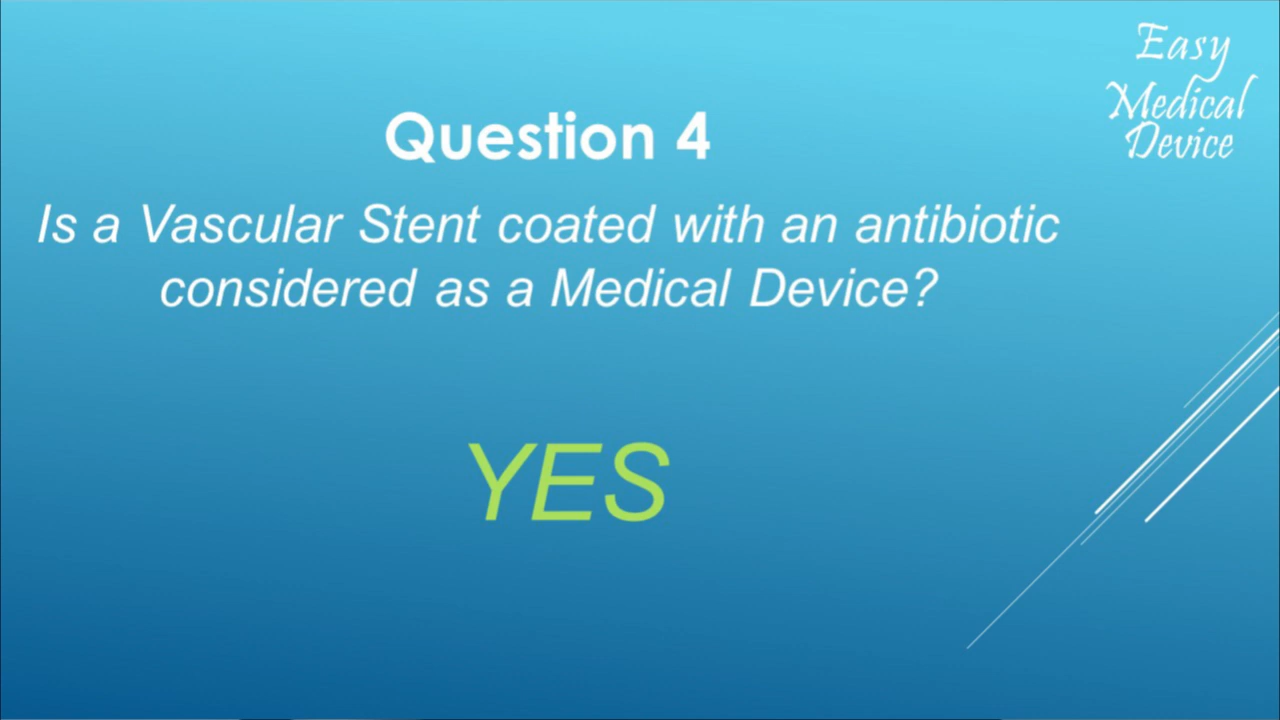 Easy
Medical
Device
Question 4
Is a Vascular Stent coated with an antibiotic
considered as a Medical Device?
YES